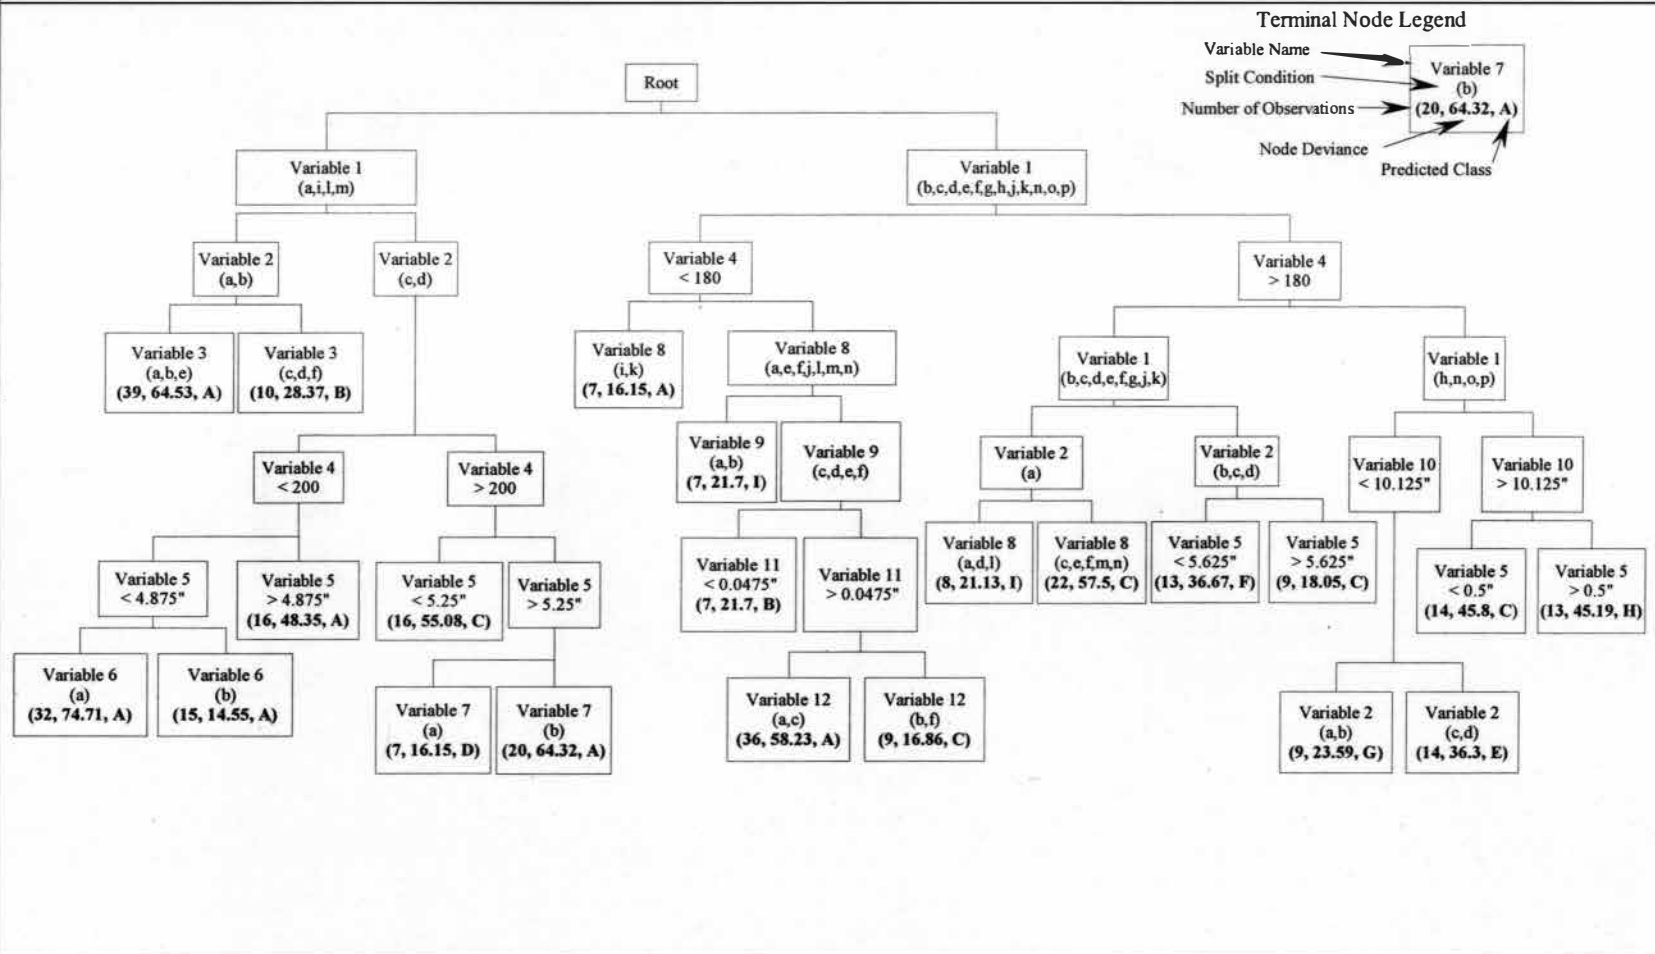 Terminal Node Legend
Variable Name
Split Condition
Number of Observations
Node Deviance
Predicted Class
Variable 7
(b)
(20, 64.32, A)
Root
Variable 1
(a,i,l,m)
Variable 1
(b,c,d,e,f,g,h,j,k,n,o,p)
Variable 2
(a,b)
Variable 2
(c,d)
Variable 4
< 180
Variable 4
> 180
Variable 3
(a,b,e)
(39, 64.53, A)
Variable 3
(c,d,f)
(10, 28.37, B)
Variable 8
(i,k)
(7, 16.15, A)
Variable 8
(a,e,f,j,l,m,n)
Variable 1
(b,c,d,e,f,g,j,k)
Variable 1
(h,n,o,p)
Variable 4
< 200
Variable 4
> 200
Variable 9
(a,b)
(7, 21.7, I)
Variable 9
(c,d,e,f)
Variable 2
(a)
Variable 2
(b,c,d)
Variable 10
< 10.125"
Variable 10
> 10.125"
Variable 5
< 4.875"
Variable 5
> 4.875"
(16, 48.35, A)
Variable 5
< 5.25"
(16, 55.08, C)
Variable 5
> 5.25"
Variable 11
< 0.0475"
(7, 21.7, B)
Variable 11
> 0.0475"
Variable 8
(a,d,l)
(8, 21.13, I)
Variable 8
(c,e,f,m,n)
(22, 57.5, C)
Variable 5
< 5.625"
(13, 36.67, F)
Variable 5
> 5.625"
(9, 18.05, C)
Variable 5
< 0.5"
(14, 45.8, C)
Variable 5
> 0.5"
(13, 45.19, H)
Variable 6
(a)
(32, 74.71, A)
Variable 6
(b)
(15, 14.55, A)
Variable 7
(a)
(7, 16.15, D)
Variable 7
(b)
(20, 64.32, A)
Variable 12
(a,c)
(36, 58.23, A)
Variable 12
(b,f)
(9, 16.86, C)
Variable 2
(a,b)
(9, 23.59, G)
Variable 2
(c,d)
(14, 36.3, E)